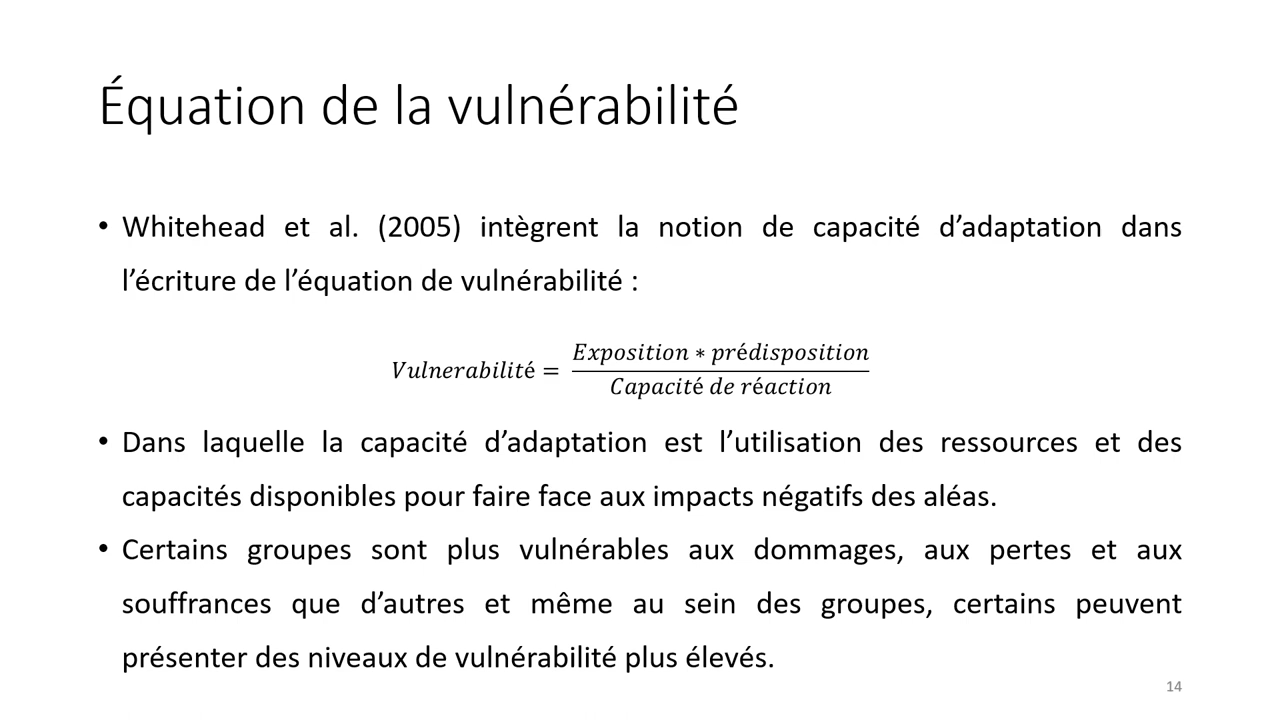 Équation de la vulnérabilité
• Whitehead et al. (2005) intègrent la notion de capacité d’adaptation dans
l’écriture de l’équation de vulnérabilité :
Vulnerabilité = Exposition ∗ prédisposition
Capacité de réaction
• Dans laquelle la capacité d’adaptation est l’utilisation des ressources et des
capacités disponibles pour faire face aux impacts négatifs des aléas.
• Certains groupes sont plus vulnérables aux dommages, aux pertes et aux
souffrances que d’autres et même au sein des groupes, certains peuvent
présenter des niveaux de vulnérabilité plus élevés.
14